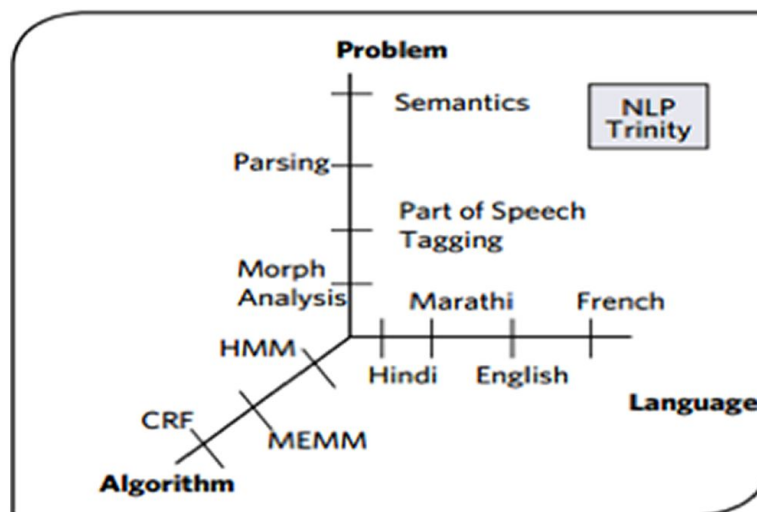 Problem
Semantics
NLP
Trinity
Parsing
Part of Speech
Tagging
Morph
Analysis
Marathi
French
HMM
Hindi
English
Language
CRF
MEMM
Algorithm